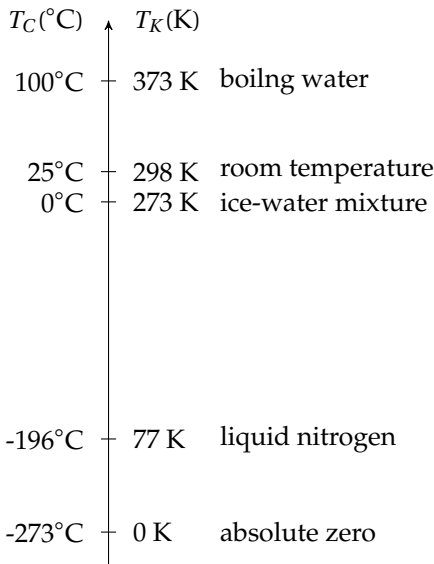 T_C(°C) T_K(K)
100°C 373 K boilng water
25°C 298 K room temperature
0°C 273 K ice-water mixture
-196°C 77 K liquid nitrogen
-273°C 0 K absolute zero